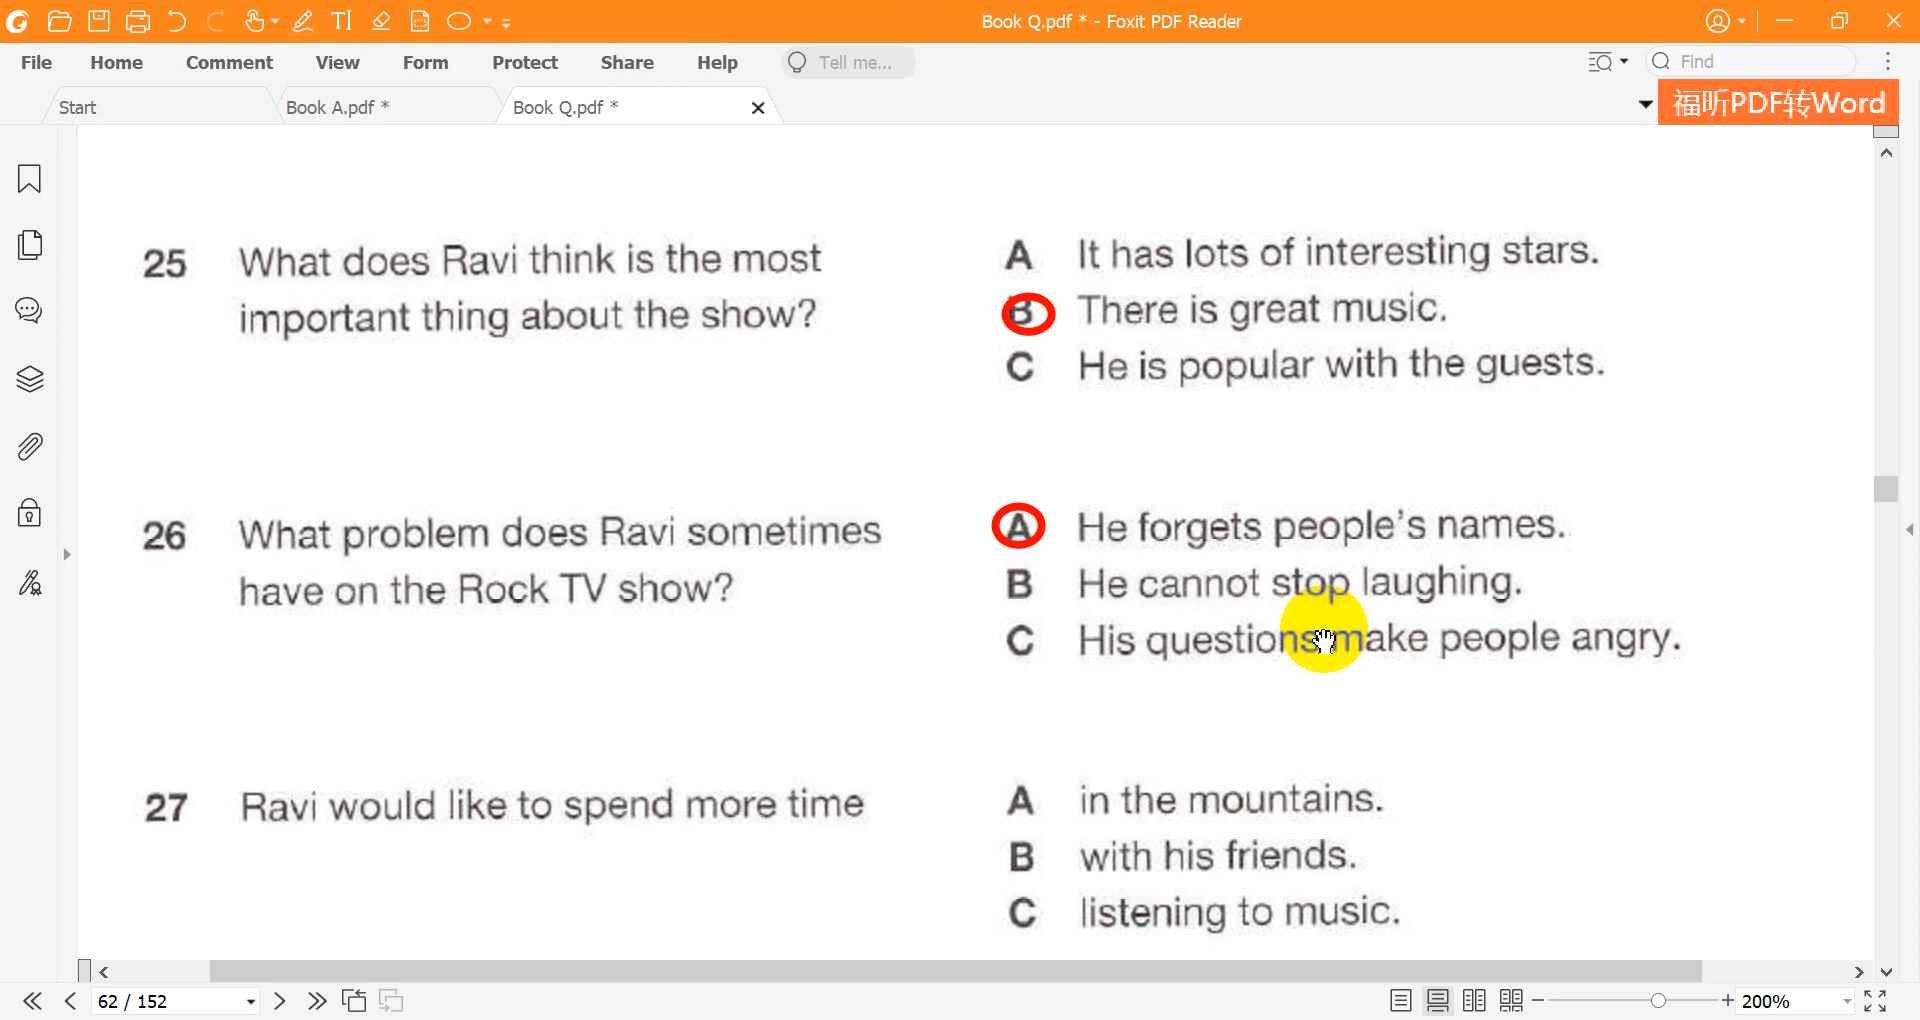 Book Q.pdf * - Foxit PDF Reader
File Home Comment View Form Protect Share Help Tell me... Find
Start Book A.pdf * Book Q.pdf * 福昕PDF转Word
25 What does Ravi think is the most
important thing about the show?
A It has lots of interesting stars.
B There is great music.
C He is popular with the guests.
26 What problem does Ravi sometimes
have on the Rock TV show?
A He forgets people's names.
B He cannot stop laughing.
C His questions make people angry.
27 Ravi would like to spend more time
A in the mountains.
B with his friends.
C listening to music.
62 / 152 200%